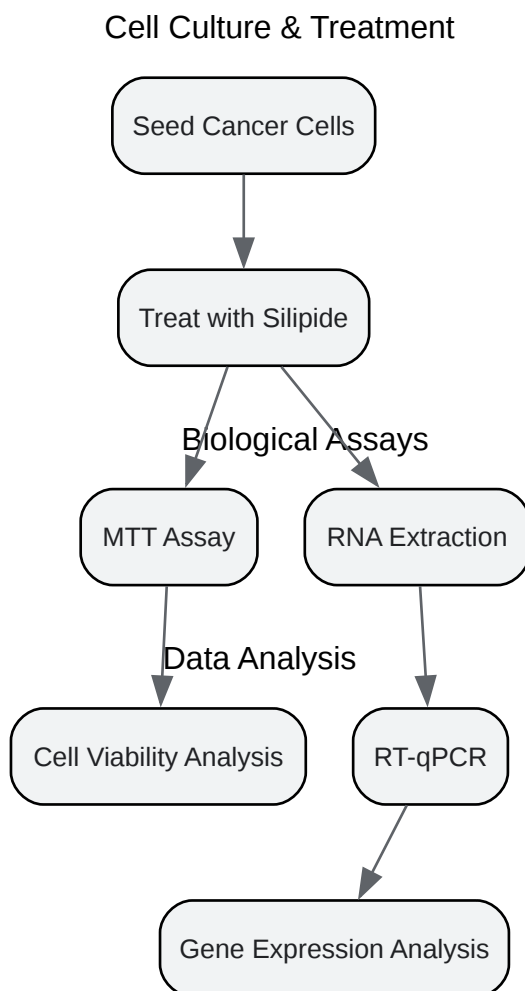 Cell Culture & Treatment
Seed Cancer Cells
Treat with Silipide
Biological Assays
MTT Assay
RNA Extraction
Data Analysis
Cell Viability Analysis
RT-qPCR
Gene Expression Analysis